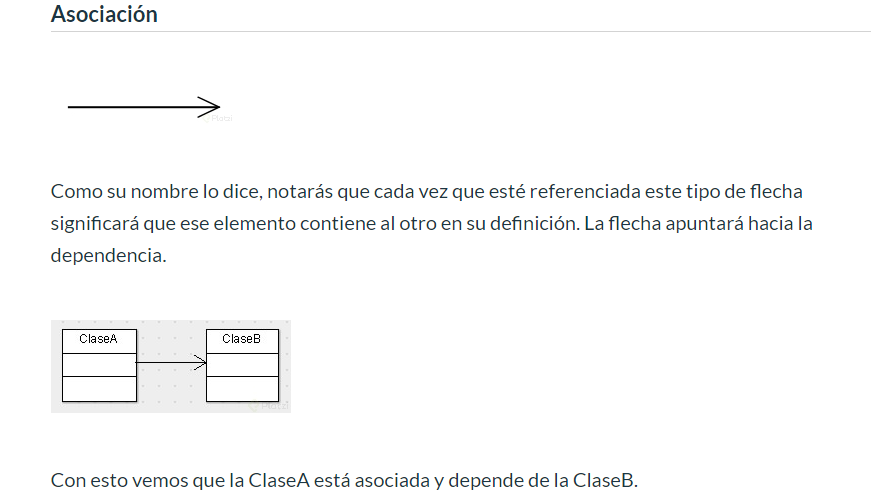 Asociación
Platzi
Como su nombre lo dice, notarás que cada vez que esté referenciada este tipo de flecha
significará que ese elemento contiene al otro en su definición. La flecha apuntará hacia la
dependencia.
ClaseA
ClaseB
Platzi
Con esto vemos que la ClaseA está asociada y depende de la ClaseB.